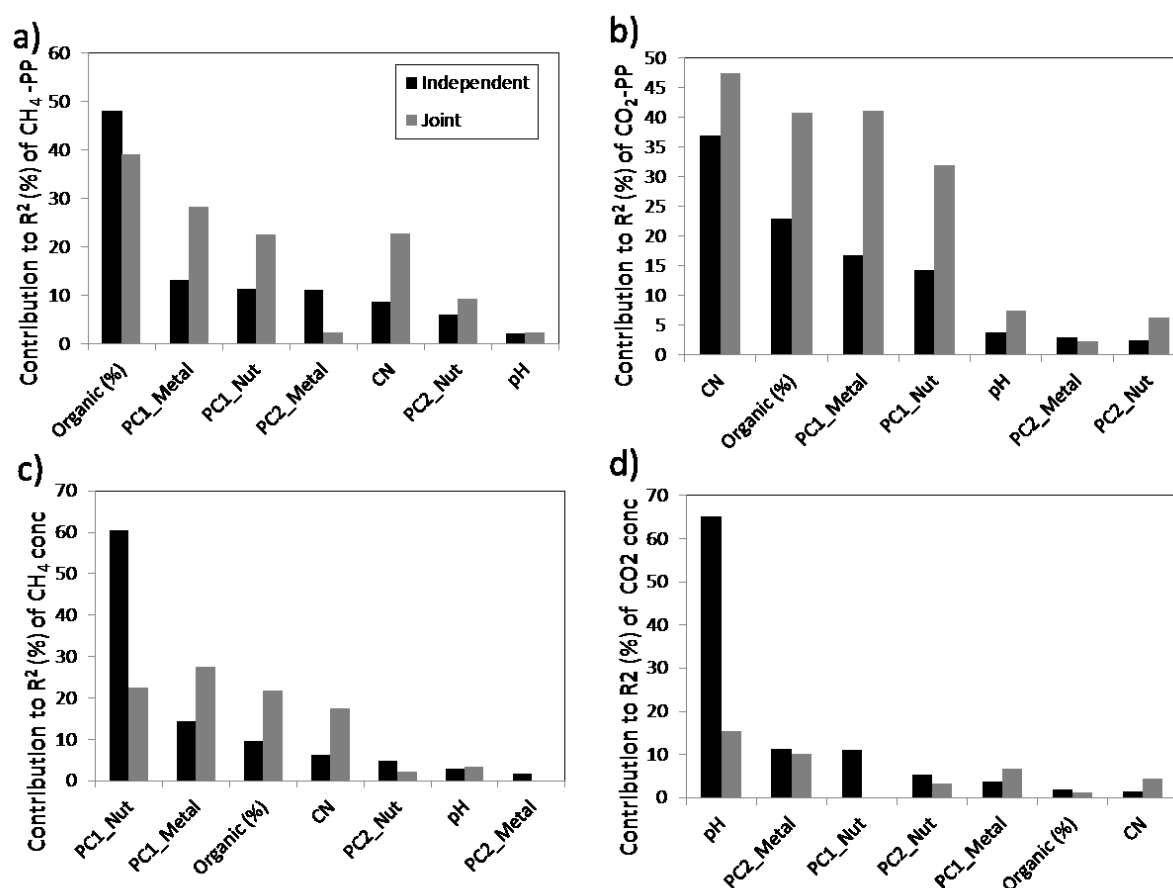 a)
Contribution to R² (%) of CH₄-PP
60
50
40
30
20
10
0
Independent
Joint
Organic (%)
PC1_Metal
PC1_Nut
PC2_Metal
CN
PC2_Nut
pH
b)
Contribution to R² (%) of CO₂-PP
50
45
40
35
30
25
20
15
10
5
0
CN
Organic (%)
PC1_Metal
PC1_Nut
pH
PC2_Metal
PC2_Nut
c)
Contribution to R² (%) of CH₄ conc
70
60
50
40
30
20
10
0
PC1_Nut
PC1_Metal
Organic (%)
CN
PC2_Nut
pH
PC2_Metal
d)
Contribution to R2 (%) of CO2 conc
70
60
50
40
30
20
10
0
pH
PC2_Metal
PC1_Nut
PC2_Nut
PC1_Metal
Organic (%)
CN